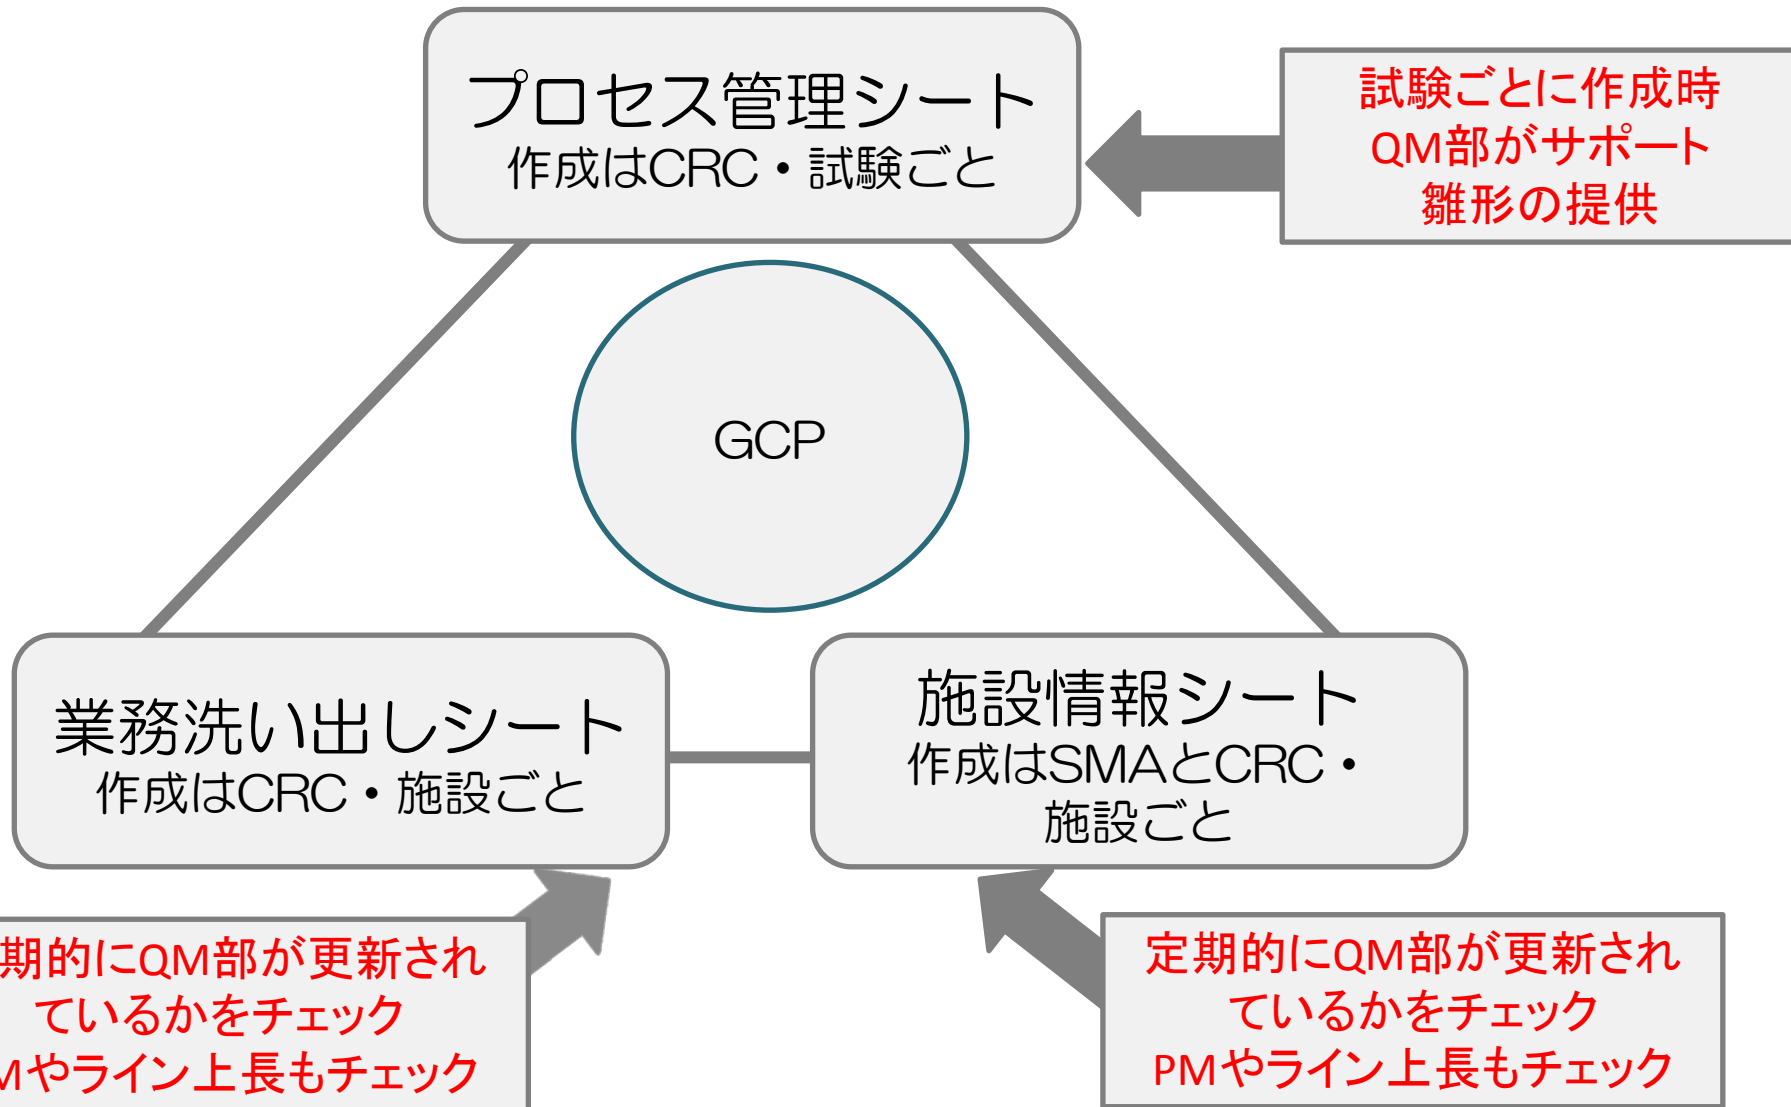 プロセス管理シート
作成はCRC・試験ごと
試験ごとに作成時
QM部がサポート
雛形の提供
GCP
業務洗い出しシート
作成はCRC・施設ごと
施設情報シート
作成はSMAとCRC・
施設ごと
期的にQM部が更新され
ているかをチェック
Mやライン上長もチェック
定期的にQM部が更新され
ているかをチェック
PMやライン上長もチェック